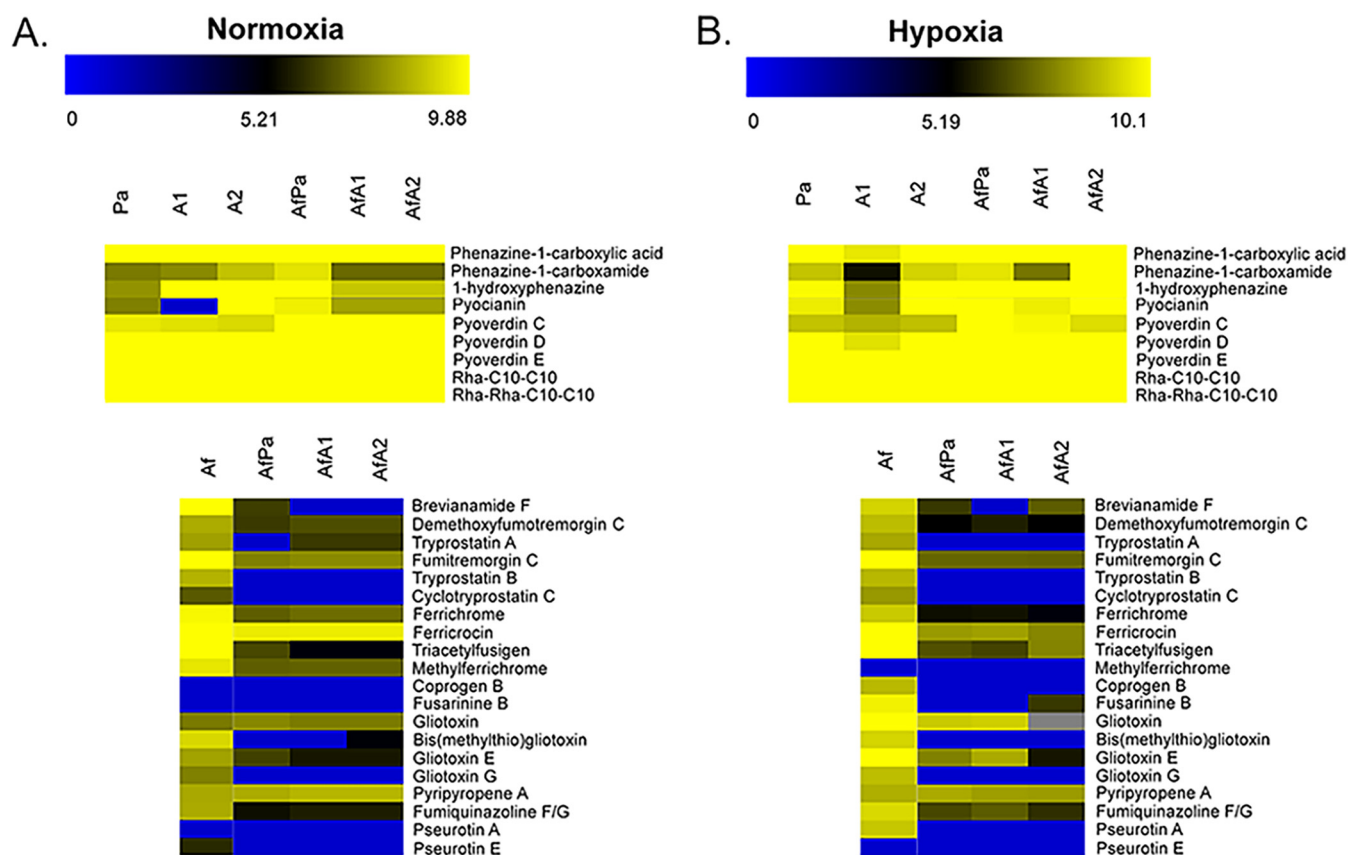 A.
Normoxia
0 5.21 9.88
Pa A1 A2 AfPa AfA1 AfA2
Phenazine-1-carboxylic acid
Phenazine-1-carboxamide
1-hydroxyphenazine
Pyocianin
Pyoverdin C
Pyoverdin D
Pyoverdin E
Rha-C10-C10
Rha-Rha-C10-C10
Af AfPa AfA1 AfA2
Brevianamide F
Demethoxyfumotremorgin C
Tryprostatin A
Fumitremorgin C
Tryprostatin B
Cyclotryprostatin C
Ferrichrome
Ferricrocin
Triacetylfusigen
Methylferrichrome
Coprogen B
Fusarinine B
Gliotoxin
Bis(methylthio)gliotoxin
Gliotoxin E
Gliotoxin G
Pyripyropene A
Fumiquinazoline F/G
Pseurotin A
Pseurotin E
B.
Hypoxia
0 5.19 10.1
Pa A1 A2 AfPa AfA1 AfA2
Phenazine-1-carboxylic acid
Phenazine-1-carboxamide
1-hydroxyphenazine
Pyocianin
Pyoverdin C
Pyoverdin D
Pyoverdin E
Rha-C10-C10
Rha-Rha-C10-C10
Af AfPa AfA1 AfA2
Brevianamide F
Demethoxyfumotremorgin C
Tryprostatin A
Fumitremorgin C
Tryprostatin B
Cyclotryprostatin C
Ferrichrome
Ferricrocin
Triacetylfusigen
Methylferrichrome
Coprogen B
Fusarinine B
Gliotoxin
Bis(methylthio)gliotoxin
Gliotoxin E
Gliotoxin G
Pyripyropene A
Fumiquinazoline F/G
Pseurotin A
Pseurotin E